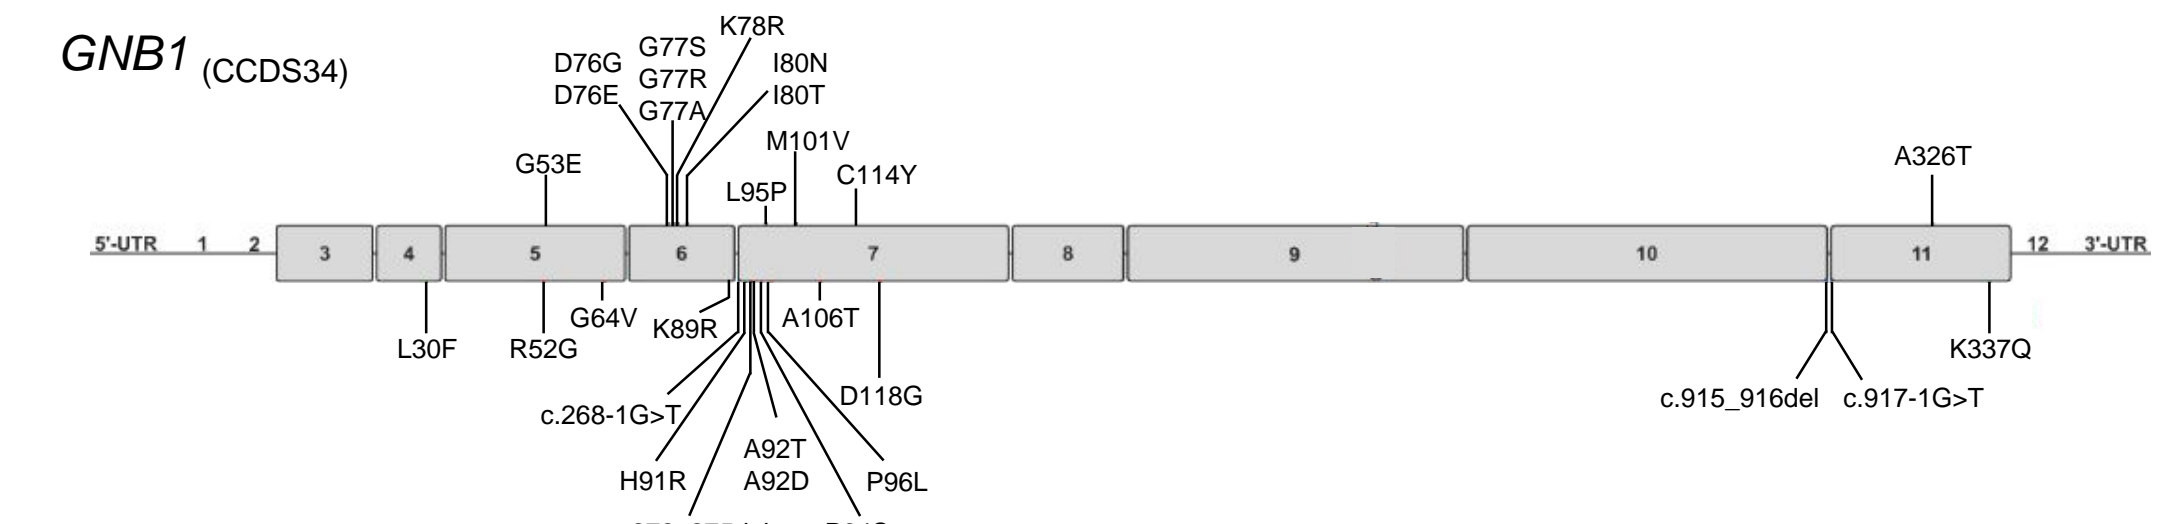 K78R
GNB1 (CCDS34)
G77S
D76G
I80N
G77R
D76E
I80T
G77A
M101V
A326T
G53E
C114Y
L95P
5'-UTR 1 2 3 4 5 6 7 8 9 10 11 12 3'-UTR
G64V
A106T
K89R
L30F
R52G
K337Q
D118G
c.268-1G>T
c.915_916del
c.917-1G>T
A92T
H91R
A92D
P96L